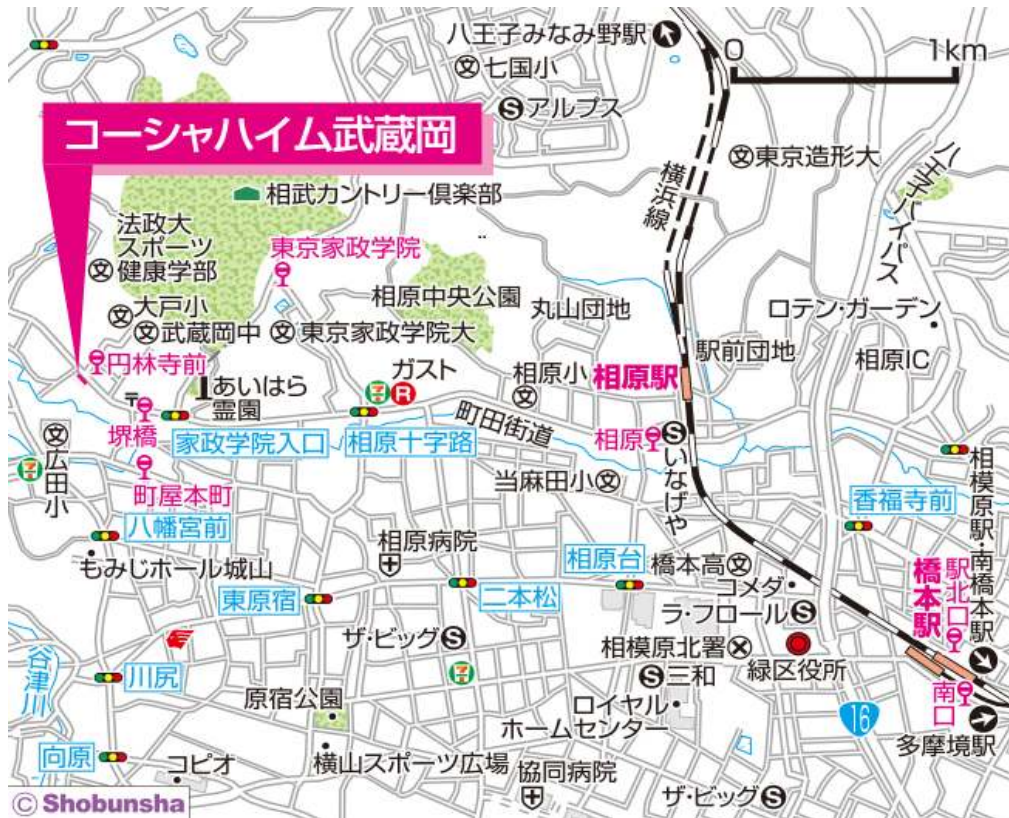 八王子みなみ野駅
0 1km
文 七国小
S アルプス
コーシャハイム武蔵岡
文 東京造形大
横浜線
八王子バイパス
相武カントリー倶楽部
法政大
スポーツ
文 健康学部
東京家政学院
相原中央公園
丸山団地
ロテン・ガーデン
文 大戸小
文 武蔵岡中
文 東京家政学院大
駅前団地
相原IC
円林寺前
あいはら
霊園
ガスト
R
相原小
文
相原駅
〒
堺橋
家政学院入口
相原十字路
町田街道
相原
S いなげや
文 広田小
町屋本町
当麻田小 文
香福寺前
相模原駅・南橋本駅
八幡宮前
もみじホール城山
相原病院
相原台
橋本高 文
コメダ
橋本駅
駅北口
東原宿
二本松
ラ・フロール S
ザ・ビッグ S
相模原北署
緑区役所
谷津川
川尻
S 三和
南口
原宿公園
ロイヤル
ホームセンター
16
多摩境駅
向原
コピオ
横山スポーツ広場
協同病院
ザ・ビッグ S
© Shobunsha